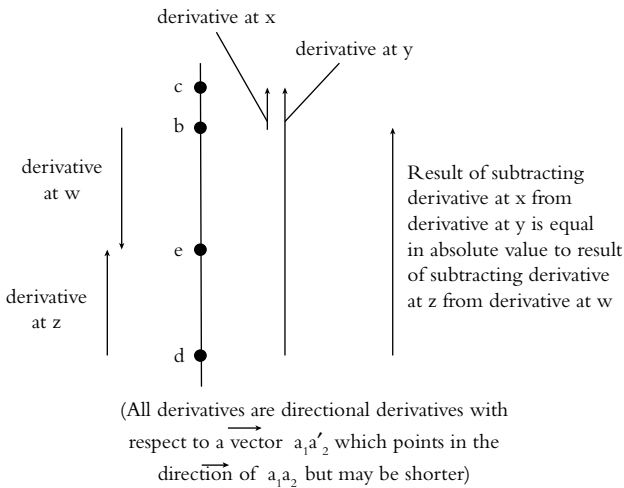 derivative at x
derivative at y
c
b
derivative
at w
e
derivative
at z
d
Result of subtracting
derivative at x from
derivative at y is equal
in absolute value to result
of subtracting derivative
at z from derivative at w
(All derivatives are directional derivatives with
respect to a vector a₁a′₂ which points in the
direction of a₁a₂ but may be shorter)